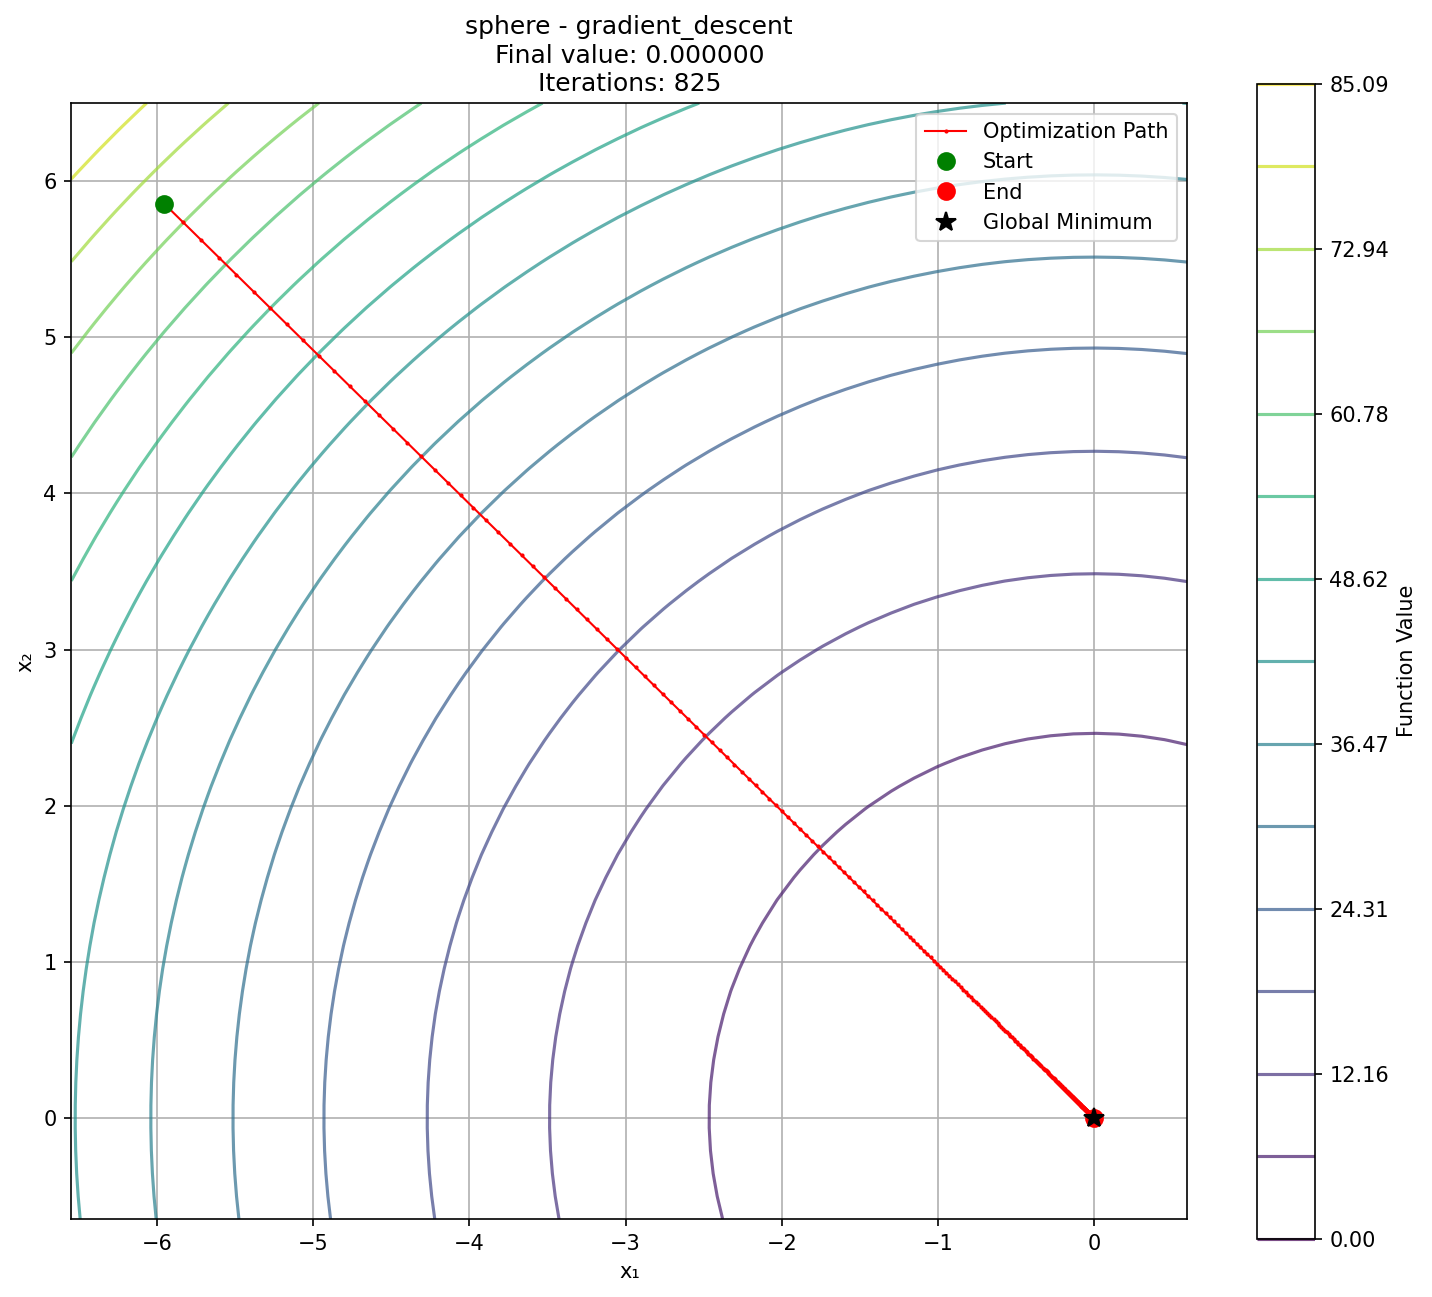 sphere - gradient_descent
Final value: 0.000000
Iterations: 825
Optimization Path
Start
End
Global Minimum
x₂
6
5
4
3
2
1
0
−6
−5
−4
−3
−2
−1
0
x₁
85.09
72.94
60.78
48.62
36.47
24.31
12.16
0.00
Function Value